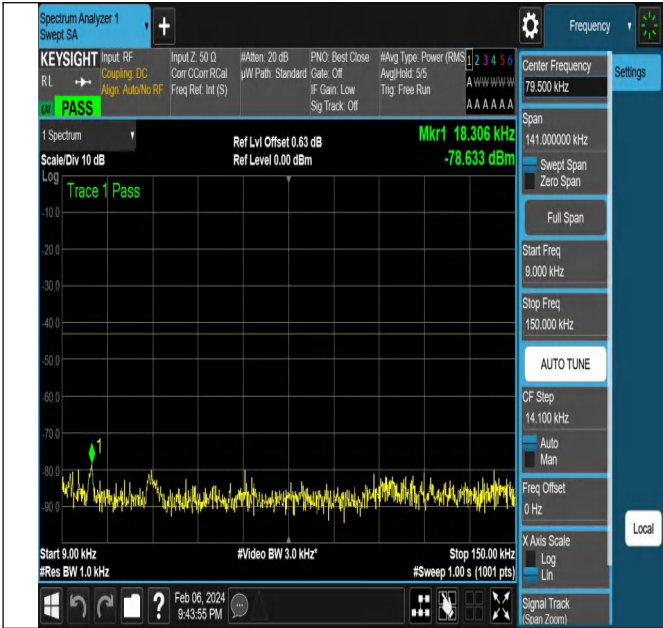 Spectrum Analyzer 1
Swept SA
+
Frequency
KEYSIGHT
RL
PASS
Input: RF
Coupling: DC
Align: Auto/No RF
Input Z: 50 Ω
Corr CCorr RCal
Freq Ref: Int (S)
#Atten: 20 dB
µW Path: Standard
PNO: Best Close
Gate: Off
IF Gain: Low
Sig Track: Off
#Avg Type: Power (RMS
Avg|Hold: 5/5
Trig: Free Run
1 2 3 4 5 6
A W W W W W
A A A A A A
1 Spectrum
Scale/Div 10 dB
Ref Lvl Offset 0.63 dB
Ref Level 0.00 dBm
Mkr1 18.306 kHz
-78.633 dBm
Log
Trace 1 Pass
-10.0
-20.0
-30.0
-40.0
-50.0
-60.0
-70.0
-80.0
-90.0
1
Start 9.00 kHz
#Res BW 1.0 kHz
#Video BW 3.0 kHz*
Stop 150.00 kHz
#Sweep 1.00 s (1001 pts)
?
Feb 06, 2024
9:43:55 PM
Center Frequency
79.500 kHz
Settings
Span
141.000000 kHz
Swept Span
Zero Span
Full Span
Start Freq
9.000 kHz
Stop Freq
150.000 kHz
AUTO TUNE
CF Step
14.100 kHz
Auto
Man
Freq Offset
0 Hz
X Axis Scale
Log
Lin
Local
Signal Track
(Span Zoom)